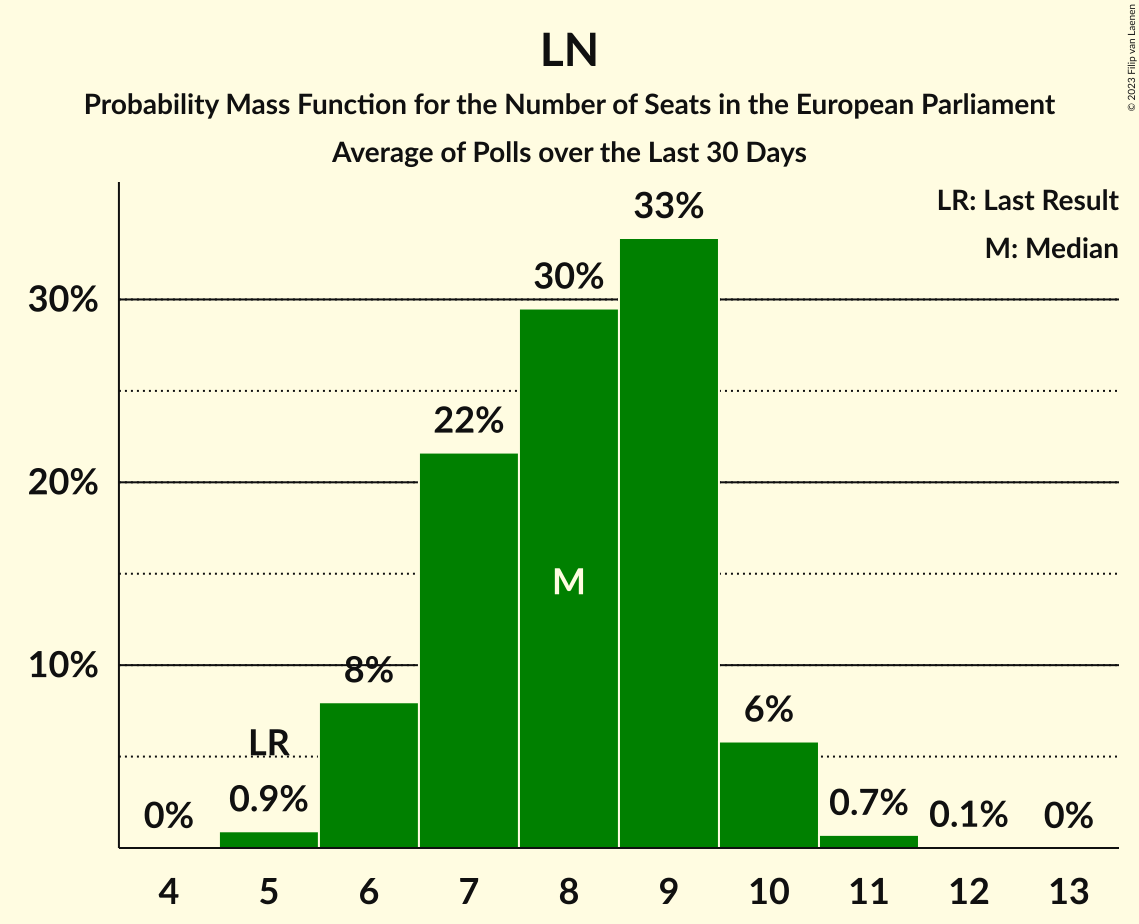 LN
Probability Mass Function for the Number of Seats in the European Parliament
Average of Polls over the Last 30 Days
© 2023 Filip van Laenen
LR: Last Result
M: Median
33%
30%
30%
22%
20%
M
10%
8%
6%
LR
0%
0.9%
0.7%
0.1%
0%
4 5 6 7 8 9 10 11 12 13